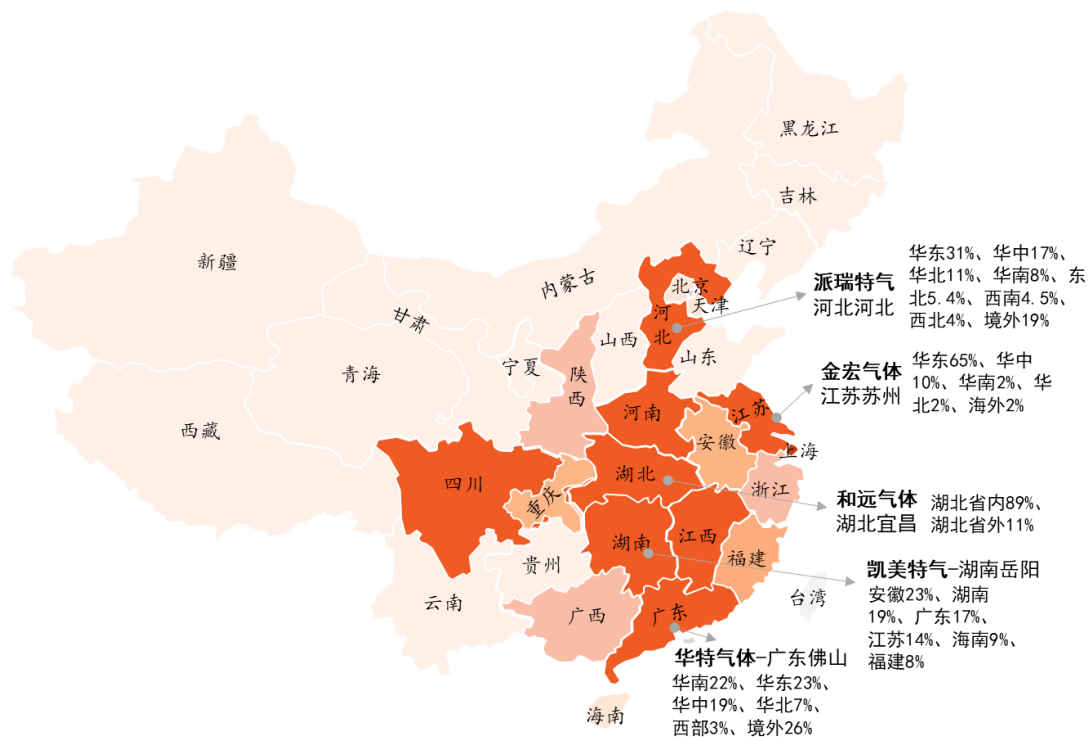 黑龙江
吉林
辽宁
新疆
内蒙古
北京
天津
甘肃
河北
山西
宁夏
山东
青海
陕西
西藏
河南
江苏
安徽
上海
四川
湖北
重庆
浙江
湖南
江西
贵州
福建
云南
广西
广东
台湾
海南
派瑞特气
河北河北
华东31%、华中17%、
华北11%、华南8%、东
北5.4%、西南4.5%、
西北4%、境外19%
金宏气体
江苏苏州
华东65%、华中
10%、华南2%、华
北2%、海外2%
和远气体
湖北宜昌
湖北省内89%、
湖北省外11%
凯美特气-湖南岳阳
安徽23%、湖南
19%、广东17%、
江苏14%、海南9%、
福建8%
华特气体-广东佛山
华南22%、华东23%、
华中19%、华北7%、
西部3%、境外26%